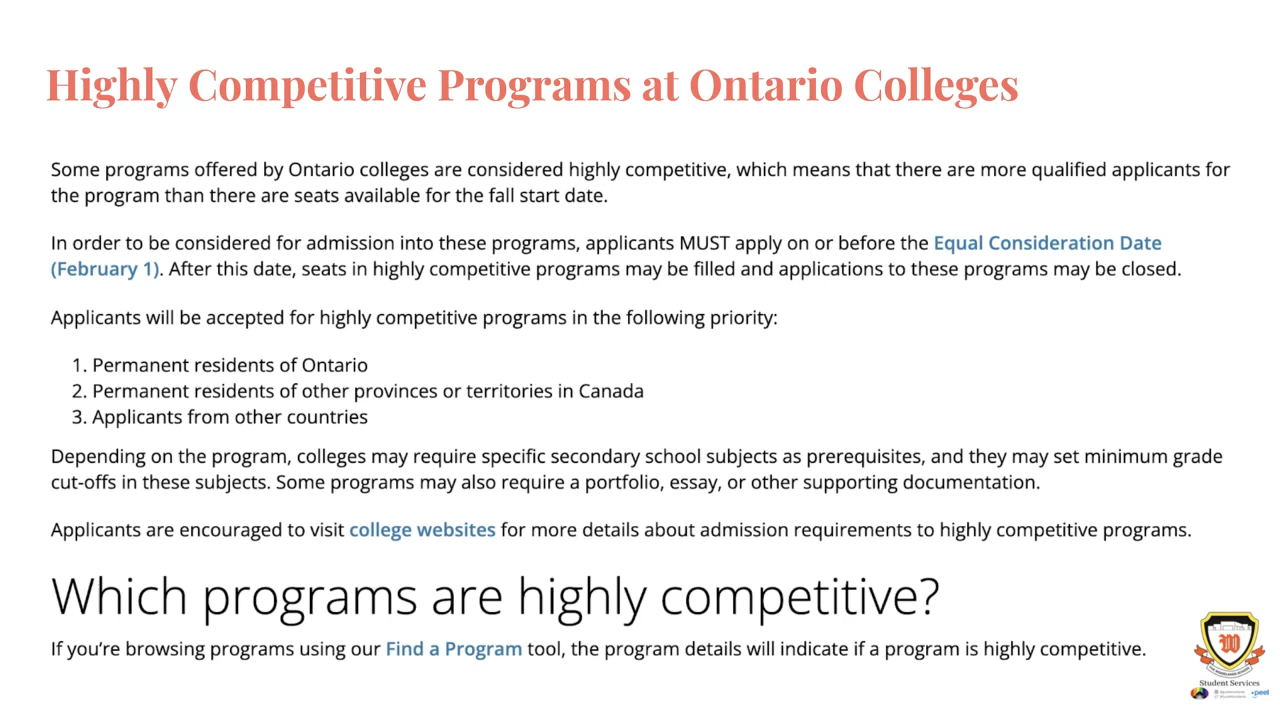 Highly Competitive Programs at Ontario Colleges
Some programs offered by Ontario colleges are considered highly competitive, which means that there are more qualified applicants for
the program than there are seats available for the fall start date.
In order to be considered for admission into these programs, applicants MUST apply on or before the Equal Consideration Date
(February 1). After this date, seats in highly competitive programs may be filled and applications to these programs may be closed.
Applicants will be accepted for highly competitive programs in the following priority:
1. Permanent residents of Ontario
2. Permanent residents of other provinces or territories in Canada
3. Applicants from other countries
Depending on the program, colleges may require specific secondary school subjects as prerequisites, and they may set minimum grade
cut-offs in these subjects. Some programs may also require a portfolio, essay, or other supporting documentation.
Applicants are encouraged to visit college websites for more details about admission requirements to highly competitive programs.
Which programs are highly competitive?
If you're browsing programs using our Find a Program tool, the program details will indicate if a program is highly competitive.
W
Student Services
peel